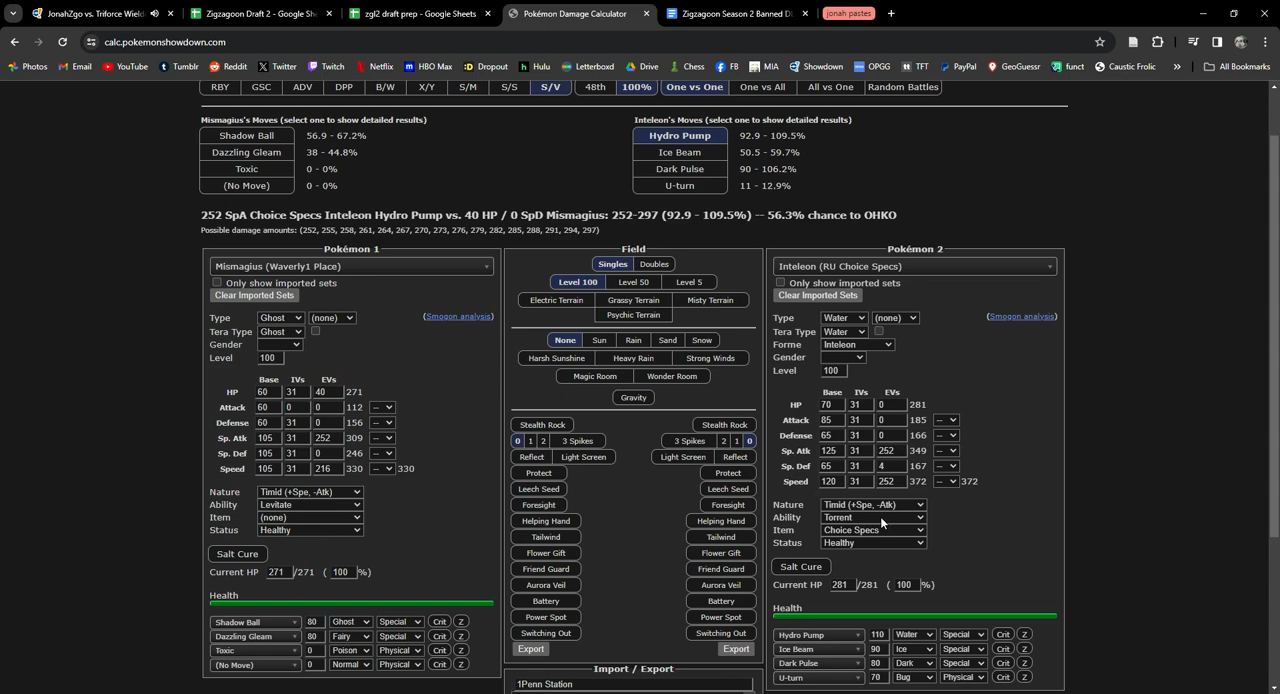 JonahZgo vs. Triforce Wield
Zigzagoon Draft 2 - Google She
zgl2 draft prep - Google Sheets
Pokémon Damage Calculator
Zigzagoon Season 2 Banned D
jonah pastes
calc.pokemonshowdown.com
Photos Email YouTube Tumblr Reddit Twitter Twitch Netflix HBO Max Dropout Hulu Letterboxd Drive Chess FB MIA Showdown OPGG TFT PayPal GeoGuessr funct Caustic Frolic » All Bookmarks
RBY GSC ADV DPP B/W X/Y S/M S/S S/V 48th 100% One vs One One vs All All vs One Random Battles
Mismagius's Moves (select one to show detailed results)
Shadow Ball 56.9 - 67.2%
Dazzling Gleam 38 - 44.8%
Toxic 0 - 0%
(No Move) 0 - 0%
Inteleon's Moves (select one to show detailed results)
Hydro Pump 92.9 - 109.5%
Ice Beam 50.5 - 59.7%
Dark Pulse 90 - 106.2%
U-turn 11 - 12.9%
252 SpA Choice Specs Inteleon Hydro Pump vs. 40 HP / 0 SpD Mismagius: 252-297 (92.9 - 109.5%) -- 56.3% chance to OHKO
Possible damage amounts: (252, 255, 258, 261, 264, 267, 270, 273, 276, 279, 282, 285, 288, 291, 294, 297)
Pokémon 1
Mismagius (Waverly1 Place)
Only show imported sets
Clear Imported Sets
Type Ghost (none) (Smogon analysis)
Tera Type Ghost
Gender
Level 100
Base IVs EVs
HP 60 31 40 271
Attack 60 0 0 112 --
Defense 60 31 0 156 --
Sp. Atk 105 31 252 309 --
Sp. Def 105 31 0 246 --
Speed 105 31 216 330 -- 330
Nature Timid (+Spe, -Atk)
Ability Levitate
Item (none)
Status Healthy
Salt Cure
Current HP 271 /271 ( 100 %)
Health
Shadow Ball 80 Ghost Special Crit Z
Dazzling Gleam 80 Fairy Special Crit Z
Toxic 0 Poison Physical Crit Z
(No Move) 0 Normal Physical Crit Z
Field
Singles Doubles
Level 100 Level 50 Level 5
Electric Terrain Grassy Terrain Misty Terrain
Psychic Terrain
None Sun Rain Sand Snow
Harsh Sunshine Heavy Rain Strong Winds
Magic Room Wonder Room
Gravity
Stealth Rock Stealth Rock
0 1 2 3 Spikes 3 Spikes 2 1 0
Reflect Light Screen Light Screen Reflect
Protect Protect
Leech Seed Leech Seed
Foresight Foresight
Helping Hand Helping Hand
Tailwind Tailwind
Flower Gift Flower Gift
Friend Guard Friend Guard
Aurora Veil Aurora Veil
Battery Battery
Power Spot Power Spot
Switching Out Switching Out
Export Export
Import / Export
1Penn Station
Pokémon 2
Inteleon (RU Choice Specs)
Only show imported sets
Clear Imported Sets
Type Water (none) (Smogon analysis)
Tera Type Water
Forme Inteleon
Gender
Level 100
Base IVs EVs
HP 70 31 0 281
Attack 85 31 0 185 --
Defense 65 31 0 166 --
Sp. Atk 125 31 252 349 --
Sp. Def 65 31 4 167 --
Speed 120 31 252 372 -- 372
Nature Timid (+Spe, -Atk)
Ability Torrent
Item Choice Specs
Status Healthy
Salt Cure
Current HP 281 /281 ( 100 %)
Health
Hydro Pump 110 Water Special Crit Z
Ice Beam 90 Ice Special Crit Z
Dark Pulse 80 Dark Special Crit Z
U-turn 70 Bug Physical Crit Z